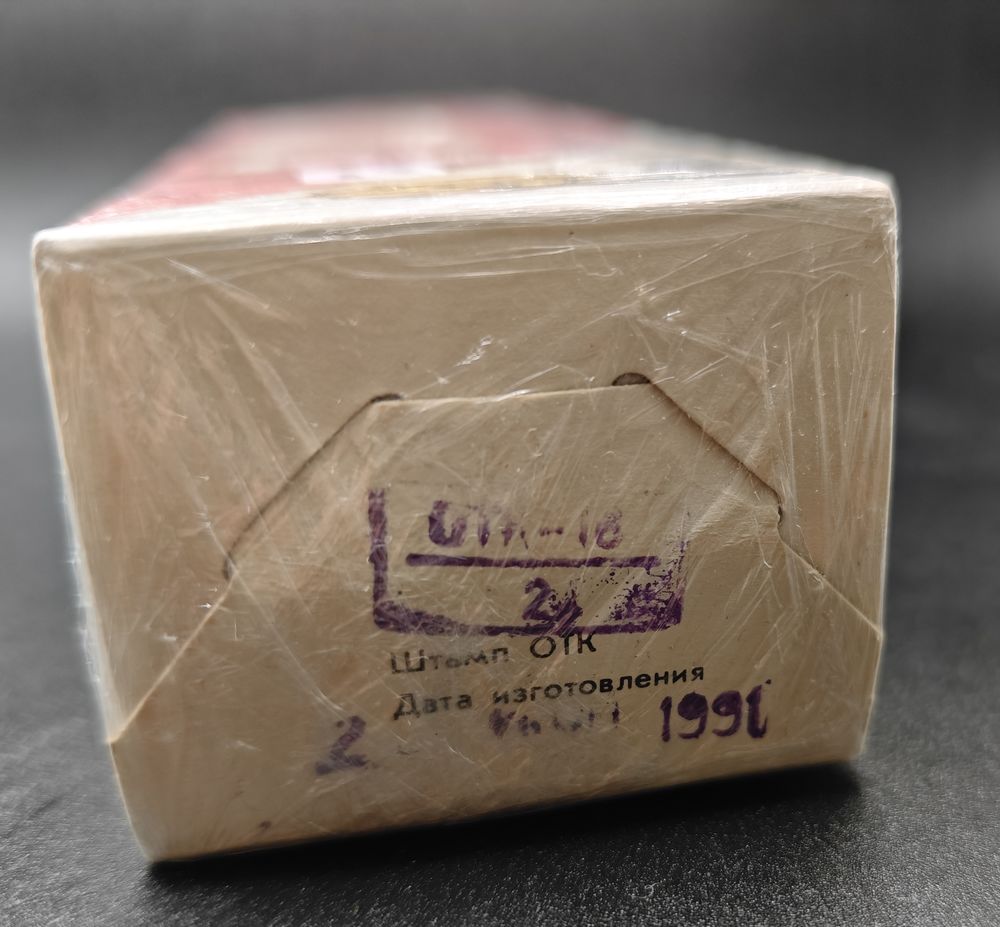 ОТК-18
2
Штамп ОТК
Дата изготовления
2 1991